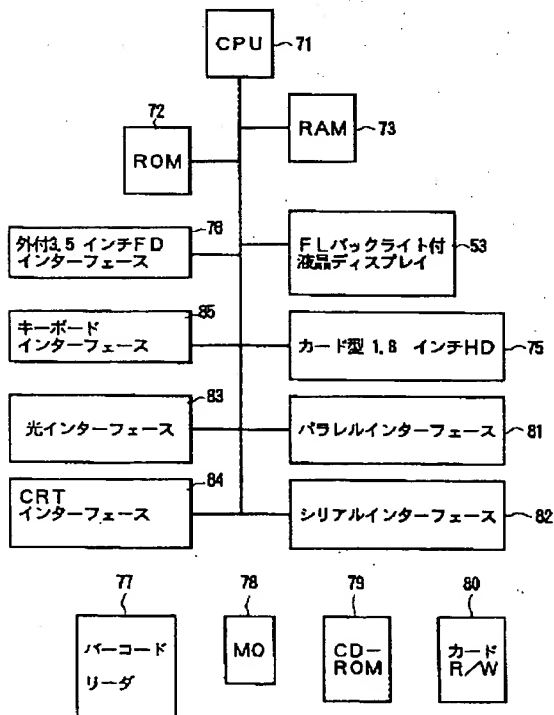 CPU
71
72
ROM
RAM
73
76
外付3.5 インチFD
インターフェース
FLバックライト付
液晶ディスプレイ
53
85
キーボード
インターフェース
カード型 1.8 インチHD
75
83
光インターフェース
パラレルインターフェース
81
84
CRT
インターフェース
シリアルインターフェース
82
77
バーコード
リーダ
78
MO
79
CD-
ROM
80
カード
R/W